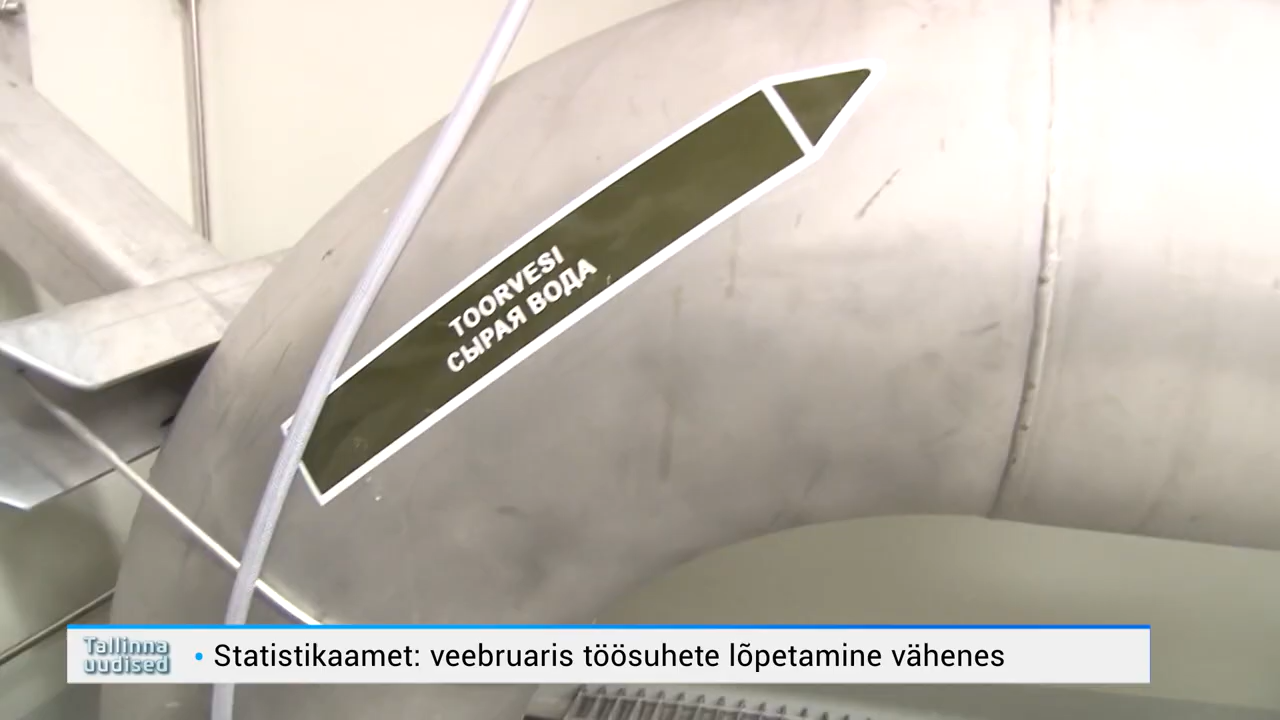 TOORVESI
СЫРАЯ ВОДА
Tallinna
uudised
• Statistikaamet: veebruaris töösuhete lõpetamine vähenes